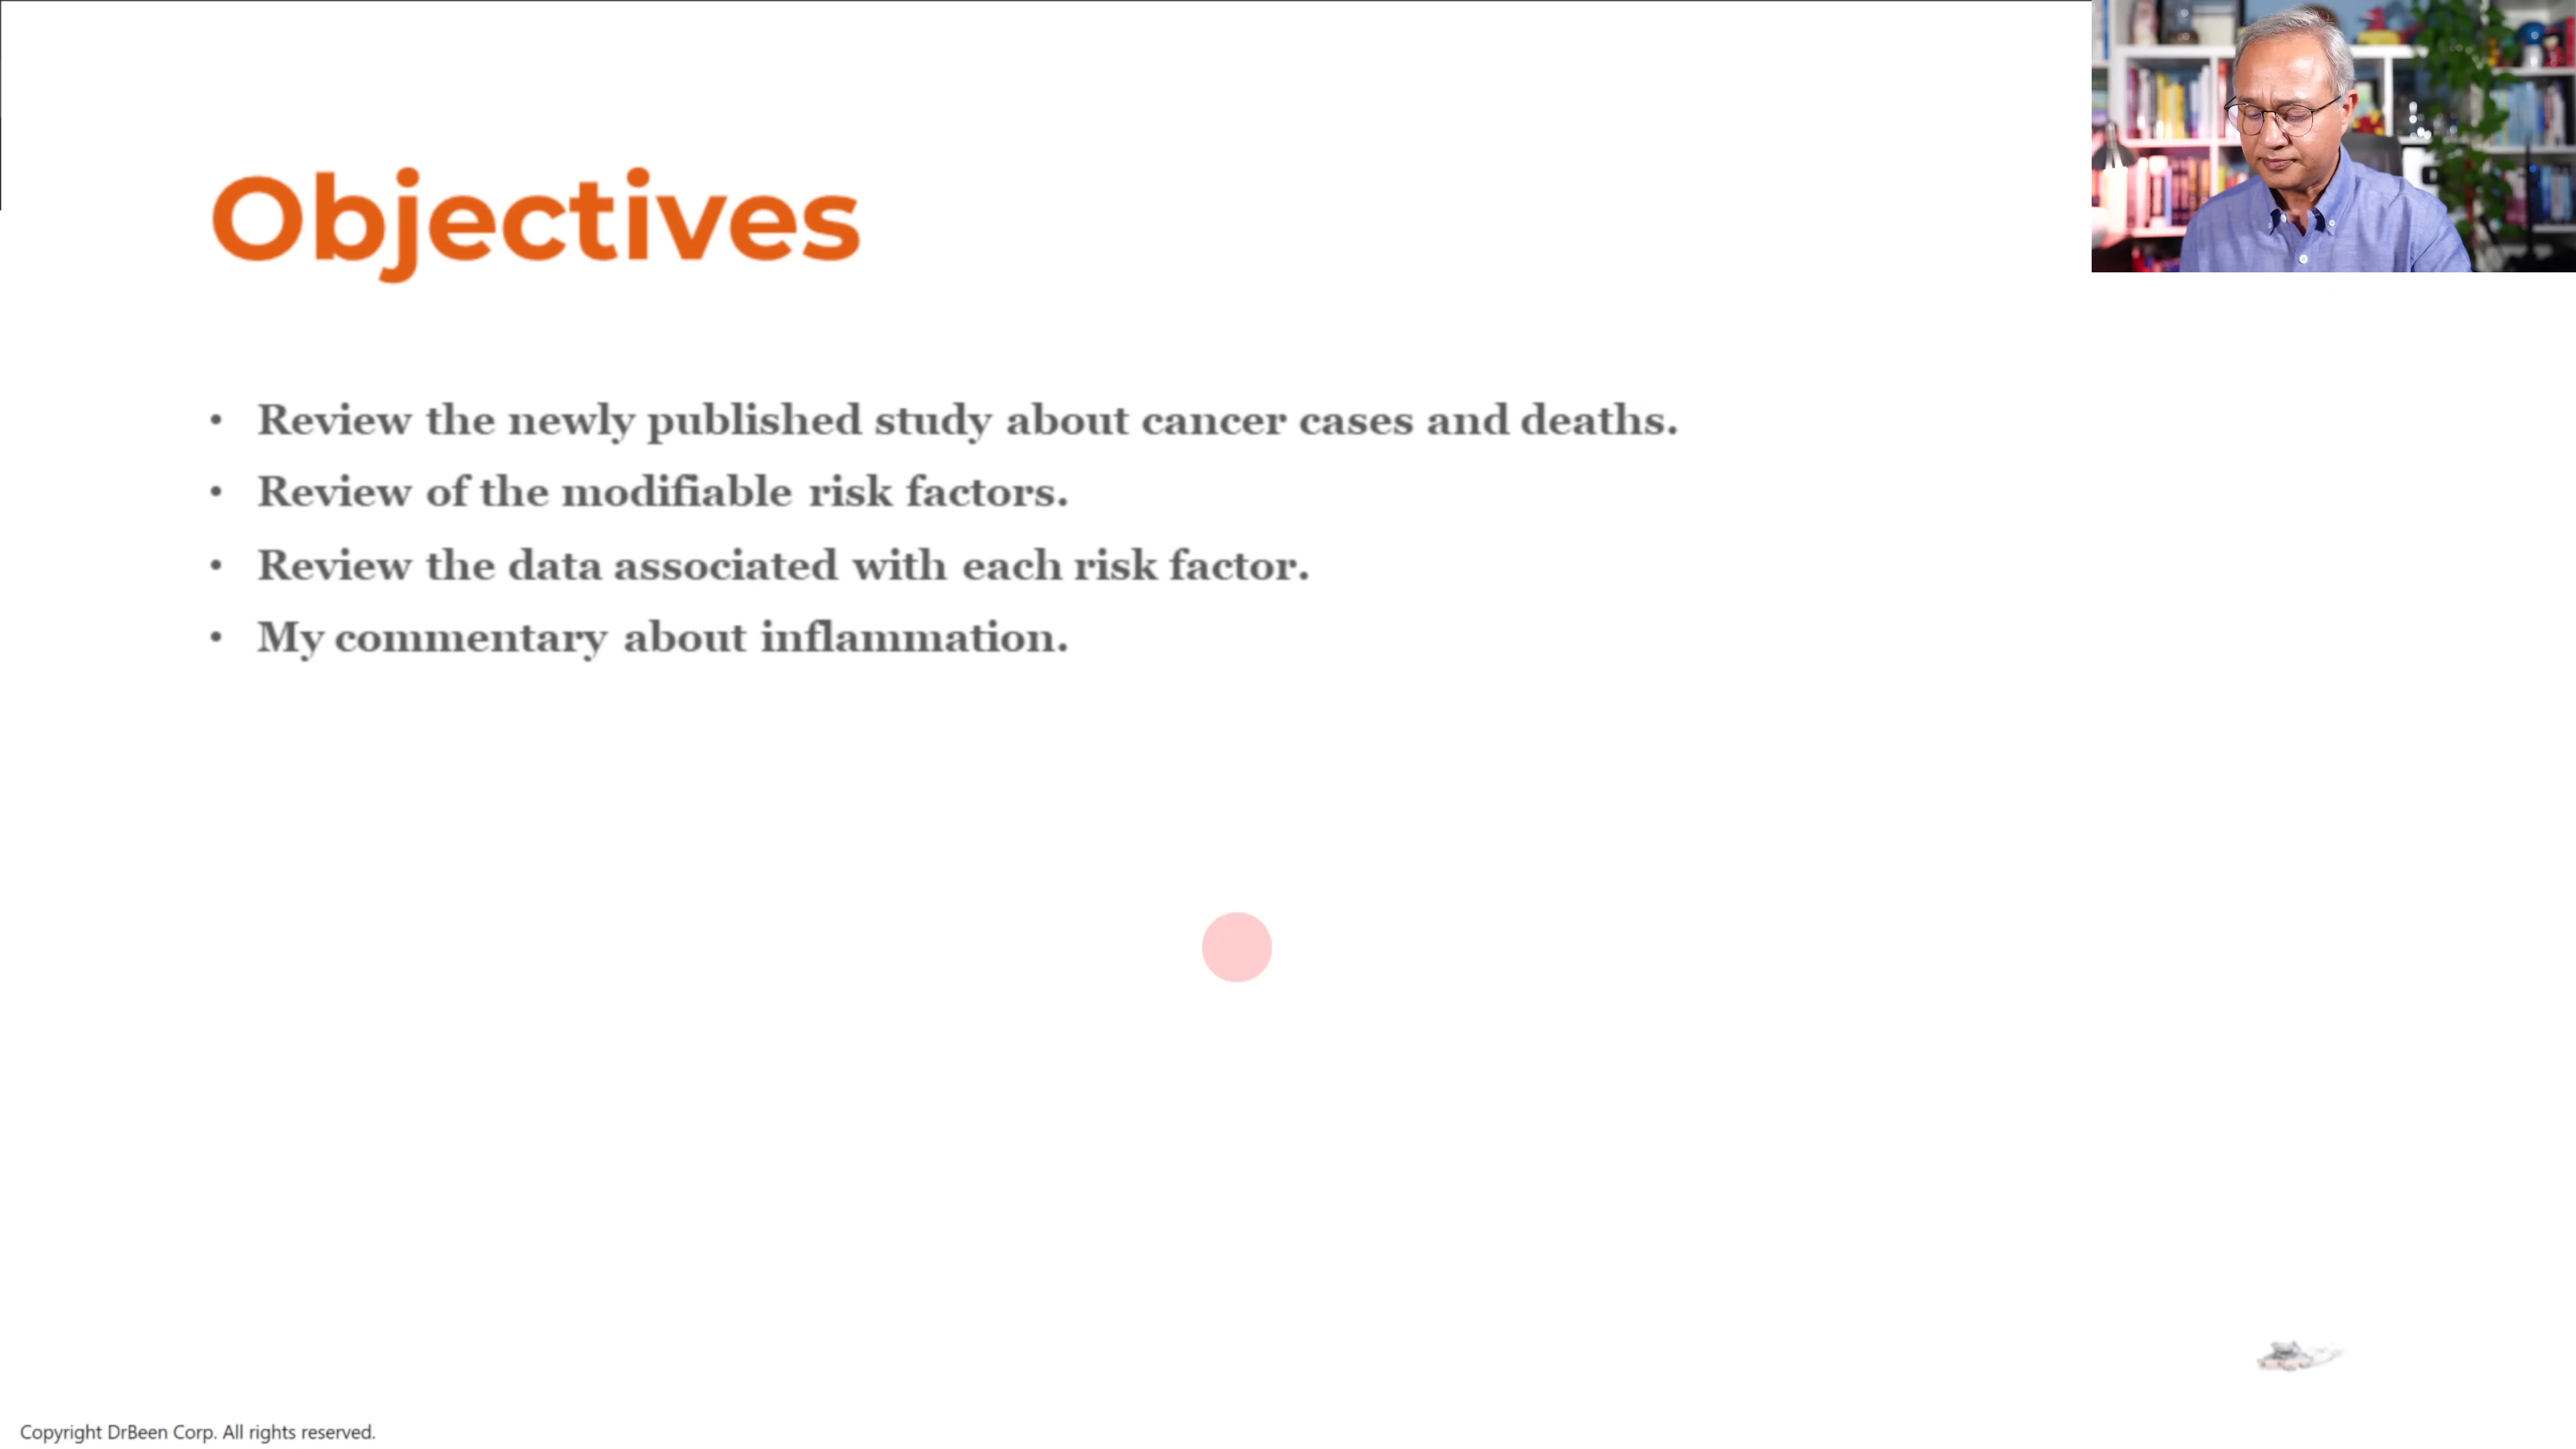 Objectives
• Review the newly published study about cancer cases and deaths.
• Review of the modifiable risk factors.
• Review the data associated with each risk factor.
• My commentary about inflammation.
Copyright DrBeen Corp. All rights reserved.